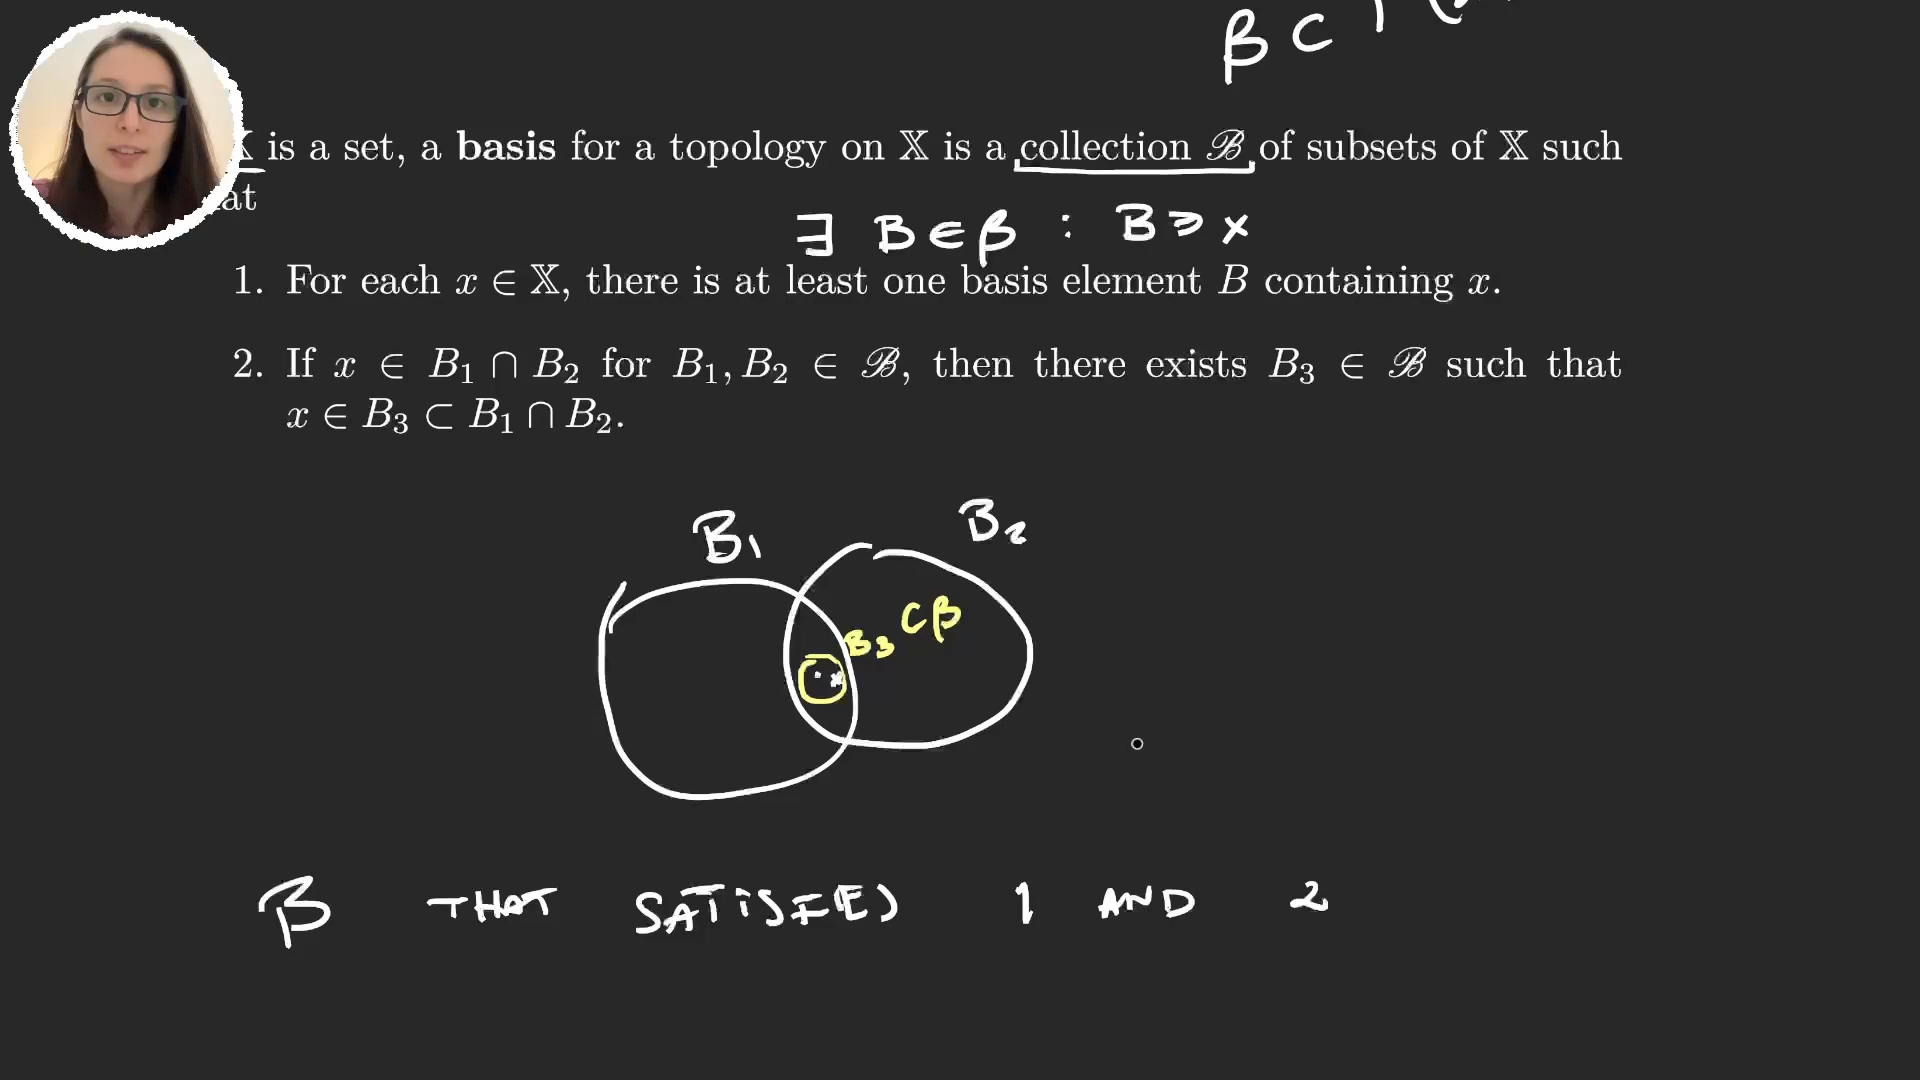 β ⊂
𝕏 is a set, a basis for a topology on 𝕏 is a collection ℬ of subsets of 𝕏 such
at
∃ B ∈ β : B ∋ x
1. For each x ∈ 𝕏, there is at least one basis element B containing x.
2. If x ∈ B₁ ∩ B₂ for B₁, B₂ ∈ ℬ, then there exists B₃ ∈ ℬ such that
x ∈ B₃ ⊂ B₁ ∩ B₂.
B₁ B₂
B₃ ⊂ β
x
β THAT SATISFIES 1 AND 2